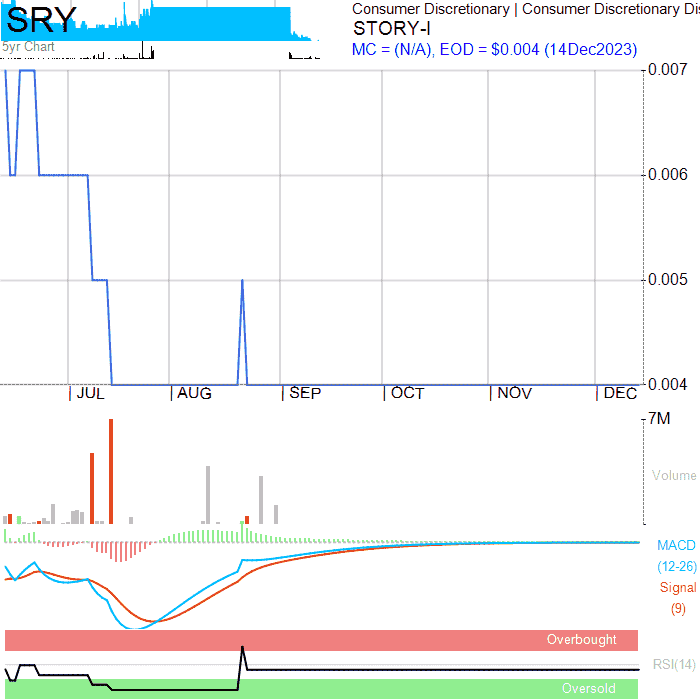 SRY
5yr Chart
Consumer Discretionary | Consumer Discretionary Dis
STORY-I
MC = (N/A), EOD = $0.004 (14Dec2023)
0.007
0.006
0.005
0.004
JUL AUG SEP OCT NOV DEC
7M
Volume
MACD
(12-26)
Signal
(9)
Overbought
RSI(14)
Oversold